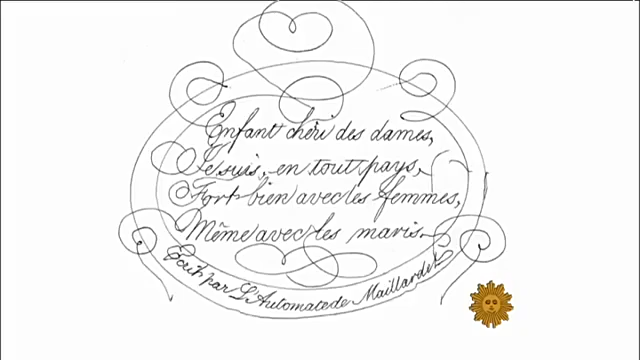 Enfant chéri des dames,
Je suis, en tout pays,
Fort bien avec les femmes,
Même avec les maris.
Ecrit par L'Automate de Maillardet